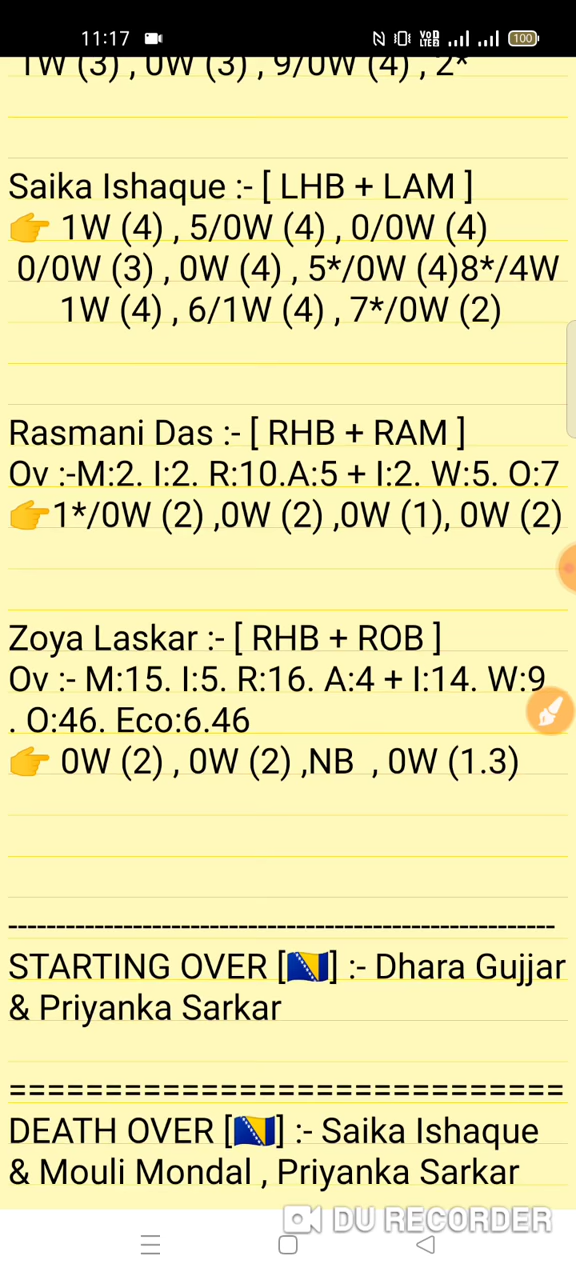 11:17
VoD LTE2 100
1W (3) , 0W (3) , 9/0W (4) , 2*
Saika Ishaque :- [ LHB + LAM ]
👉 1W (4) , 5/0W (4) , 0/0W (4)
0/0W (3) , 0W (4) , 5*/0W (4)8*/4W
1W (4) , 6/1W (4) , 7*/0W (2)
Rasmani Das :- [ RHB + RAM ]
Ov :-M:2. I:2. R:10.A:5 + I:2. W:5. O:7
👉1*/0W (2) ,0W (2) ,0W (1), 0W (2)
Zoya Laskar :- [ RHB + ROB ]
Ov :- M:15. I:5. R:16. A:4 + I:14. W:9
. O:46. Eco:6.46
👉 0W (2) , 0W (2) ,NB , 0W (1.3)
---------------------------------------------------------
STARTING OVER [🇧🇦] :- Dhara Gujjar
& Priyanka Sarkar
=============================
DEATH OVER [🇧🇦] :- Saika Ishaque
& Mouli Mondal , Priyanka Sarkar
DU RECORDER